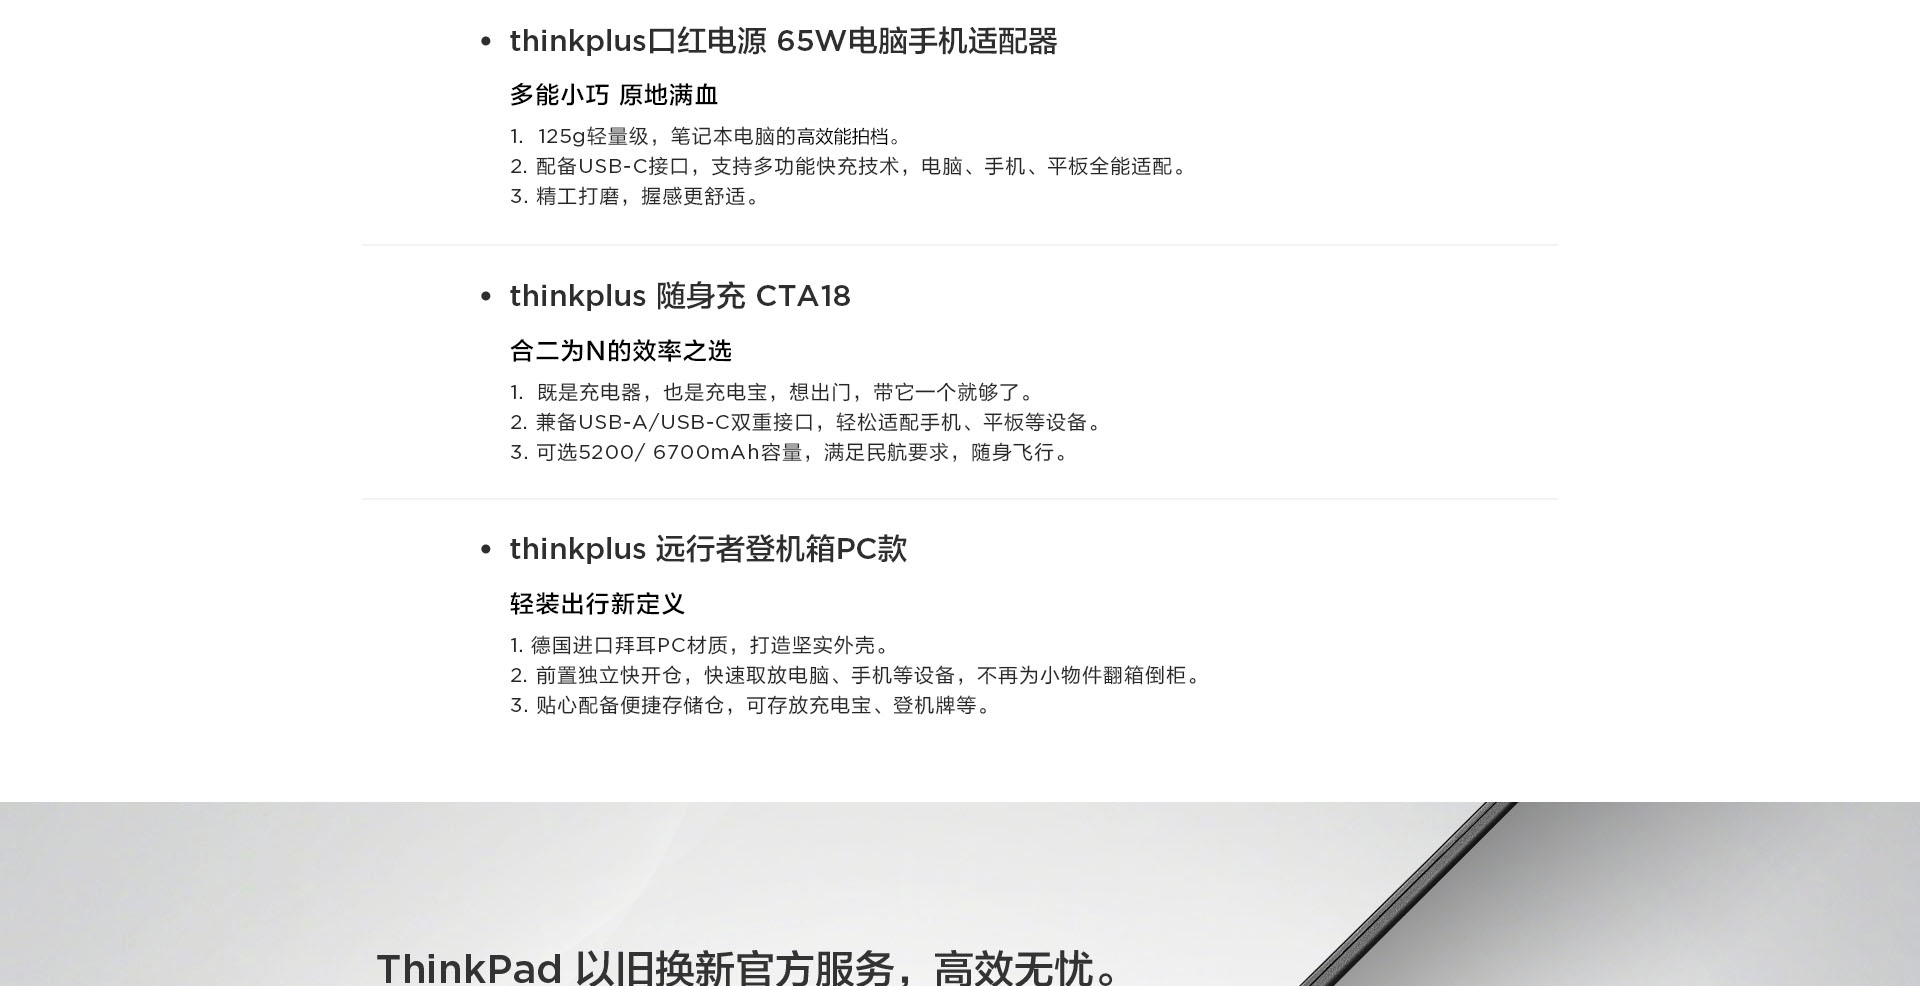 • thinkplus口红电源 65W电脑手机适配器
多能小巧 原地满血
1. 125g轻量级，笔记本电脑的高效能拍档。
2. 配备USB-C接口，支持多功能快充技术，电脑、手机、平板全能适配。
3. 精工打磨，握感更舒适。
• thinkplus 随身充 CTA18
合二为N的效率之选
1. 既是充电器，也是充电宝，想出门，带它一个就够了。
2. 兼备USB-A/USB-C双重接口，轻松适配手机、平板等设备。
3. 可选5200/ 6700mAh容量，满足民航要求，随身飞行。
• thinkplus 远行者登机箱PC款
轻装出行新定义
1. 德国进口拜耳PC材质，打造坚实外壳。
2. 前置独立快开仓，快速取放电脑、手机等设备，不再为小物件翻箱倒柜。
3. 贴心配备便捷存储仓，可存放充电宝、登机牌等。
ThinkPad 以旧换新官方服务，高效无忧。